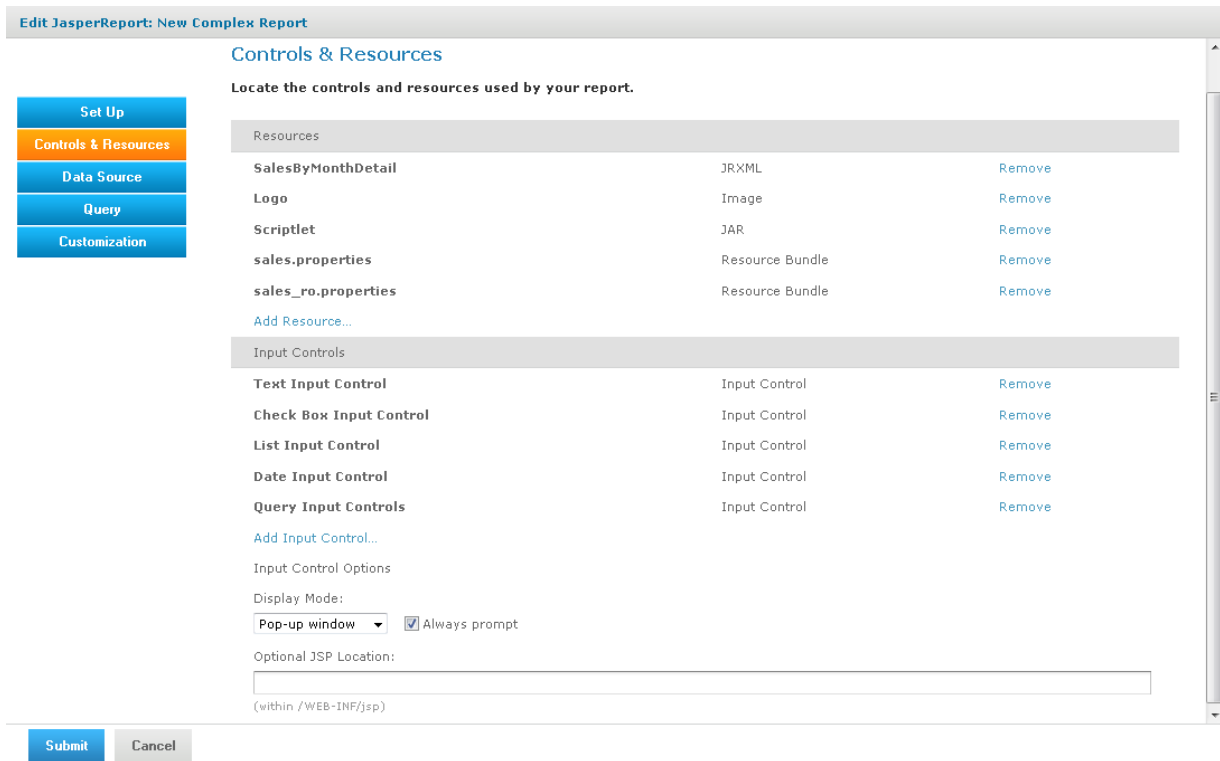 Edit JasperReport: New Complex Report
Controls & Resources
Locate the controls and resources used by your report.
Set Up
Controls & Resources
Data Source
Query
Customization
Resources
SalesByMonthDetail JRXML Remove
Logo Image Remove
Scriptlet JAR Remove
sales.properties Resource Bundle Remove
sales_ro.properties Resource Bundle Remove
Add Resource...
Input Controls
Text Input Control Input Control Remove
Check Box Input Control Input Control Remove
List Input Control Input Control Remove
Date Input Control Input Control Remove
Query Input Controls Input Control Remove
Add Input Control...
Input Control Options
Display Mode:
Pop-up window Always prompt
Optional JSP Location:
(within /WEB-INF/jsp)
Submit Cancel